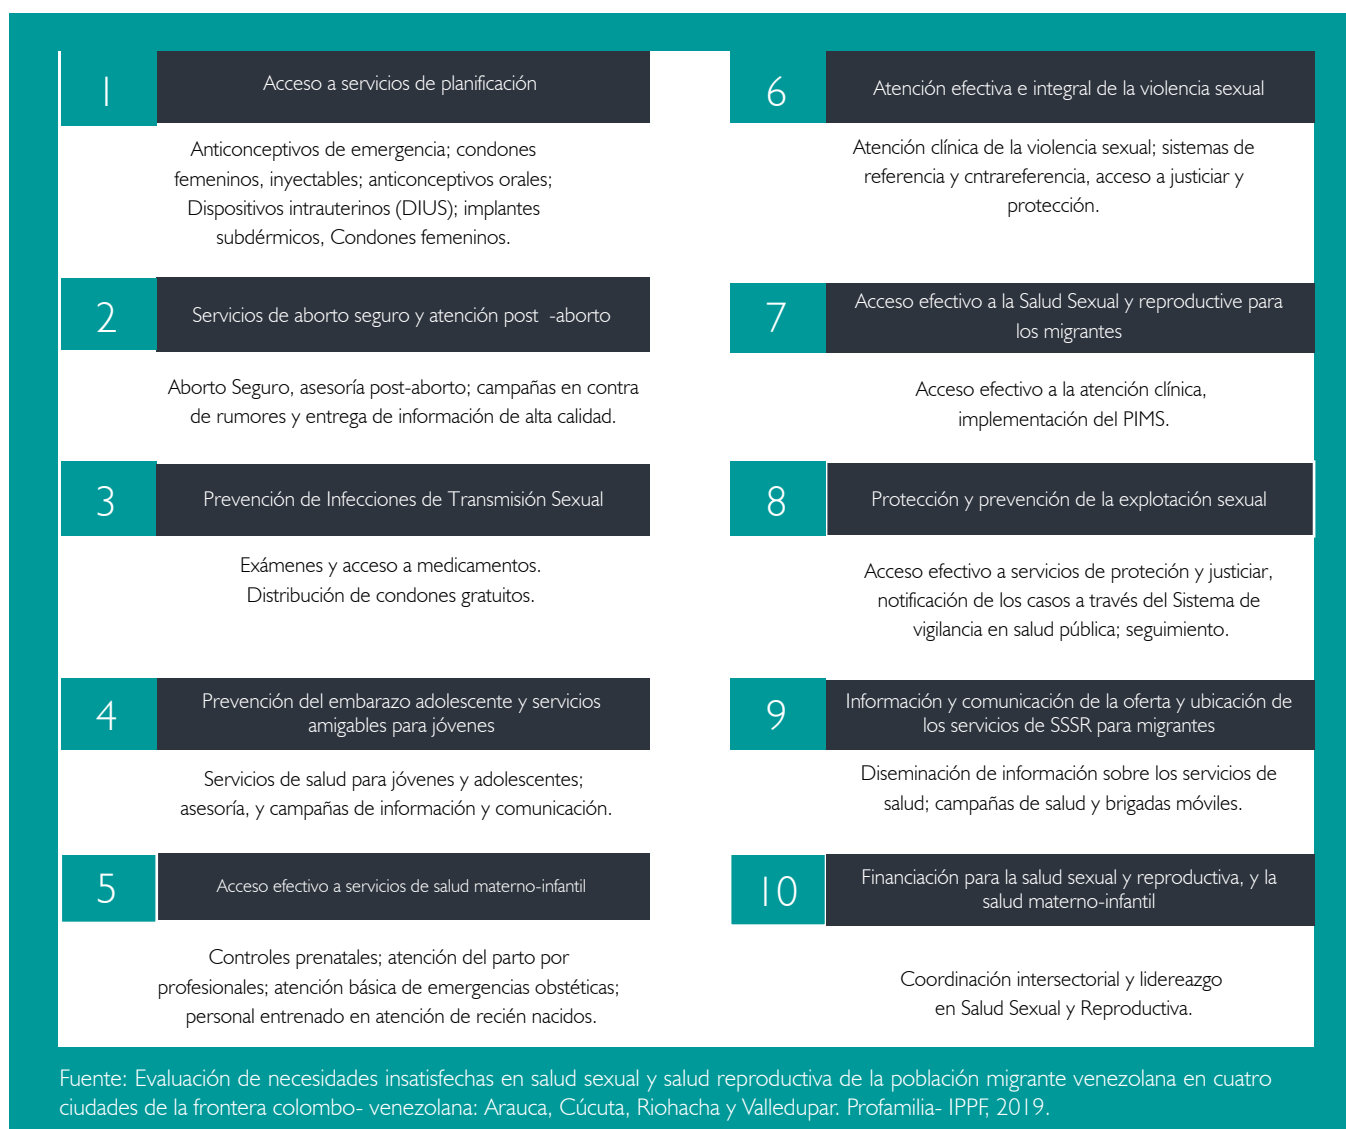 1
Acceso a servicios de planificación
Anticonceptivos de emergencia; condones
femeninos, inyectables; anticonceptivos orales;
Dispositivos intrauterinos (DIUS); implantes
subdérmicos, Condones femeninos.
2
Servicios de aborto seguro y atención post -aborto
Aborto Seguro, asesoría post-aborto; campañas en contra
de rumores y entrega de información de alta calidad.
3
Prevención de Infecciones de Transmisión Sexual
Exámenes y acceso a medicamentos.
Distribución de condones gratuitos.
4
Prevención del embarazo adolescente y servicios
amigables para jóvenes
Servicios de salud para jóvenes y adolescentes;
asesoría, y campañas de información y comunicación.
5
Acceso efectivo a servicios de salud materno-infantil
Controles prenatales; atención del parto por
profesionales; atención básica de emergencias obstéticas;
personal entrenado en atención de recién nacidos.
6
Atención efectiva e integral de la violencia sexual
Atención clínica de la violencia sexual; sistemas de
referencia y cntrareferencia, acceso a justiciar y
protección.
7
Acceso efectivo a la Salud Sexual y reproductive para
los migrantes
Acceso efectivo a la atención clínica,
implementación del PIMS.
8
Protección y prevención de la explotación sexual
Acceso efectivo a servicios de proteción y justiciar,
notificación de los casos a través del Sistema de
vigilancia en salud pública; seguimiento.
9
Información y comunicación de la oferta y ubicación de
los servicios de SSSR para migrantes
Diseminación de información sobre los servicios de
salud; campañas de salud y brigadas móviles.
10
Financiación para la salud sexual y reproductiva, y la
salud materno-infantil
Coordinación intersectorial y lidereazgo
en Salud Sexual y Reproductiva.
Fuente: Evaluación de necesidades insatisfechas en salud sexual y salud reproductiva de la población migrante venezolana en cuatro
ciudades de la frontera colombo- venezolana: Arauca, Cúcuta, Riohacha y Valledupar. Profamilia- IPPF, 2019.